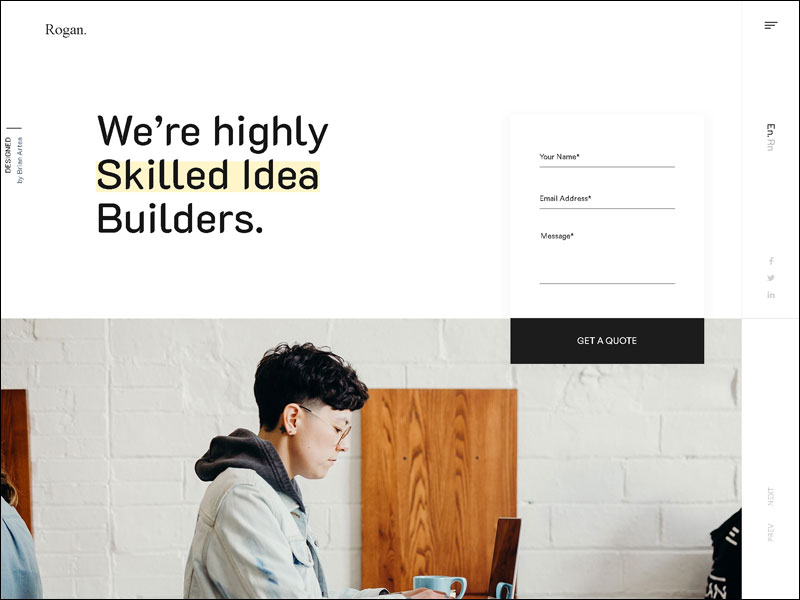 Rogan.
DESIGNED
by Brian Artea
We're highly
Skilled Idea
Builders.
Your Name*
Email Address*
Message*
GET A QUOTE
En.
Rn
f
in
NEXT
PREV